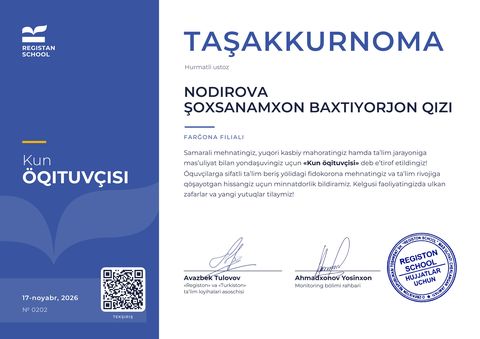 REGISTAN
SCHOOL
Kun
ÖQITUVÇISI
17-noyabr, 2026
№ 0202
TEKŞIRIŞ
TAŞAKKURNOMA
Hurmatli ustoz
NODIROVA
ŞOXSANAMXON BAXTIYORJON QIZI
FARĞONA FILIALI
Samarali mehnatingiz, yuqori kasbiy mahoratingiz hamda ta'lim jarayoniga
mas'uliyat bilan yondaşuvingiz uçun «Kun öqituvçisi» deb e'tirof etildingiz!
Öquvçilarga sifatli ta'lim beriş yölidagi fidokorona mehnatingiz va ta'lim rivojiga
qöşayotgan hissangiz uçun minnatdorlik bildiramiz. Kelgusi faoliyatingizda ulkan
zafarlar va yangi yutuqlar tilaymiz!
Avazbek Tulovov
«Registon» va «Turkiston»
ta'lim loyihalari asoschisi
Ahmadxonov Yosinxon
Monitoring bölimi rahbari
REGISTON
SCHOOL
HUJJATLAR
UCHUN